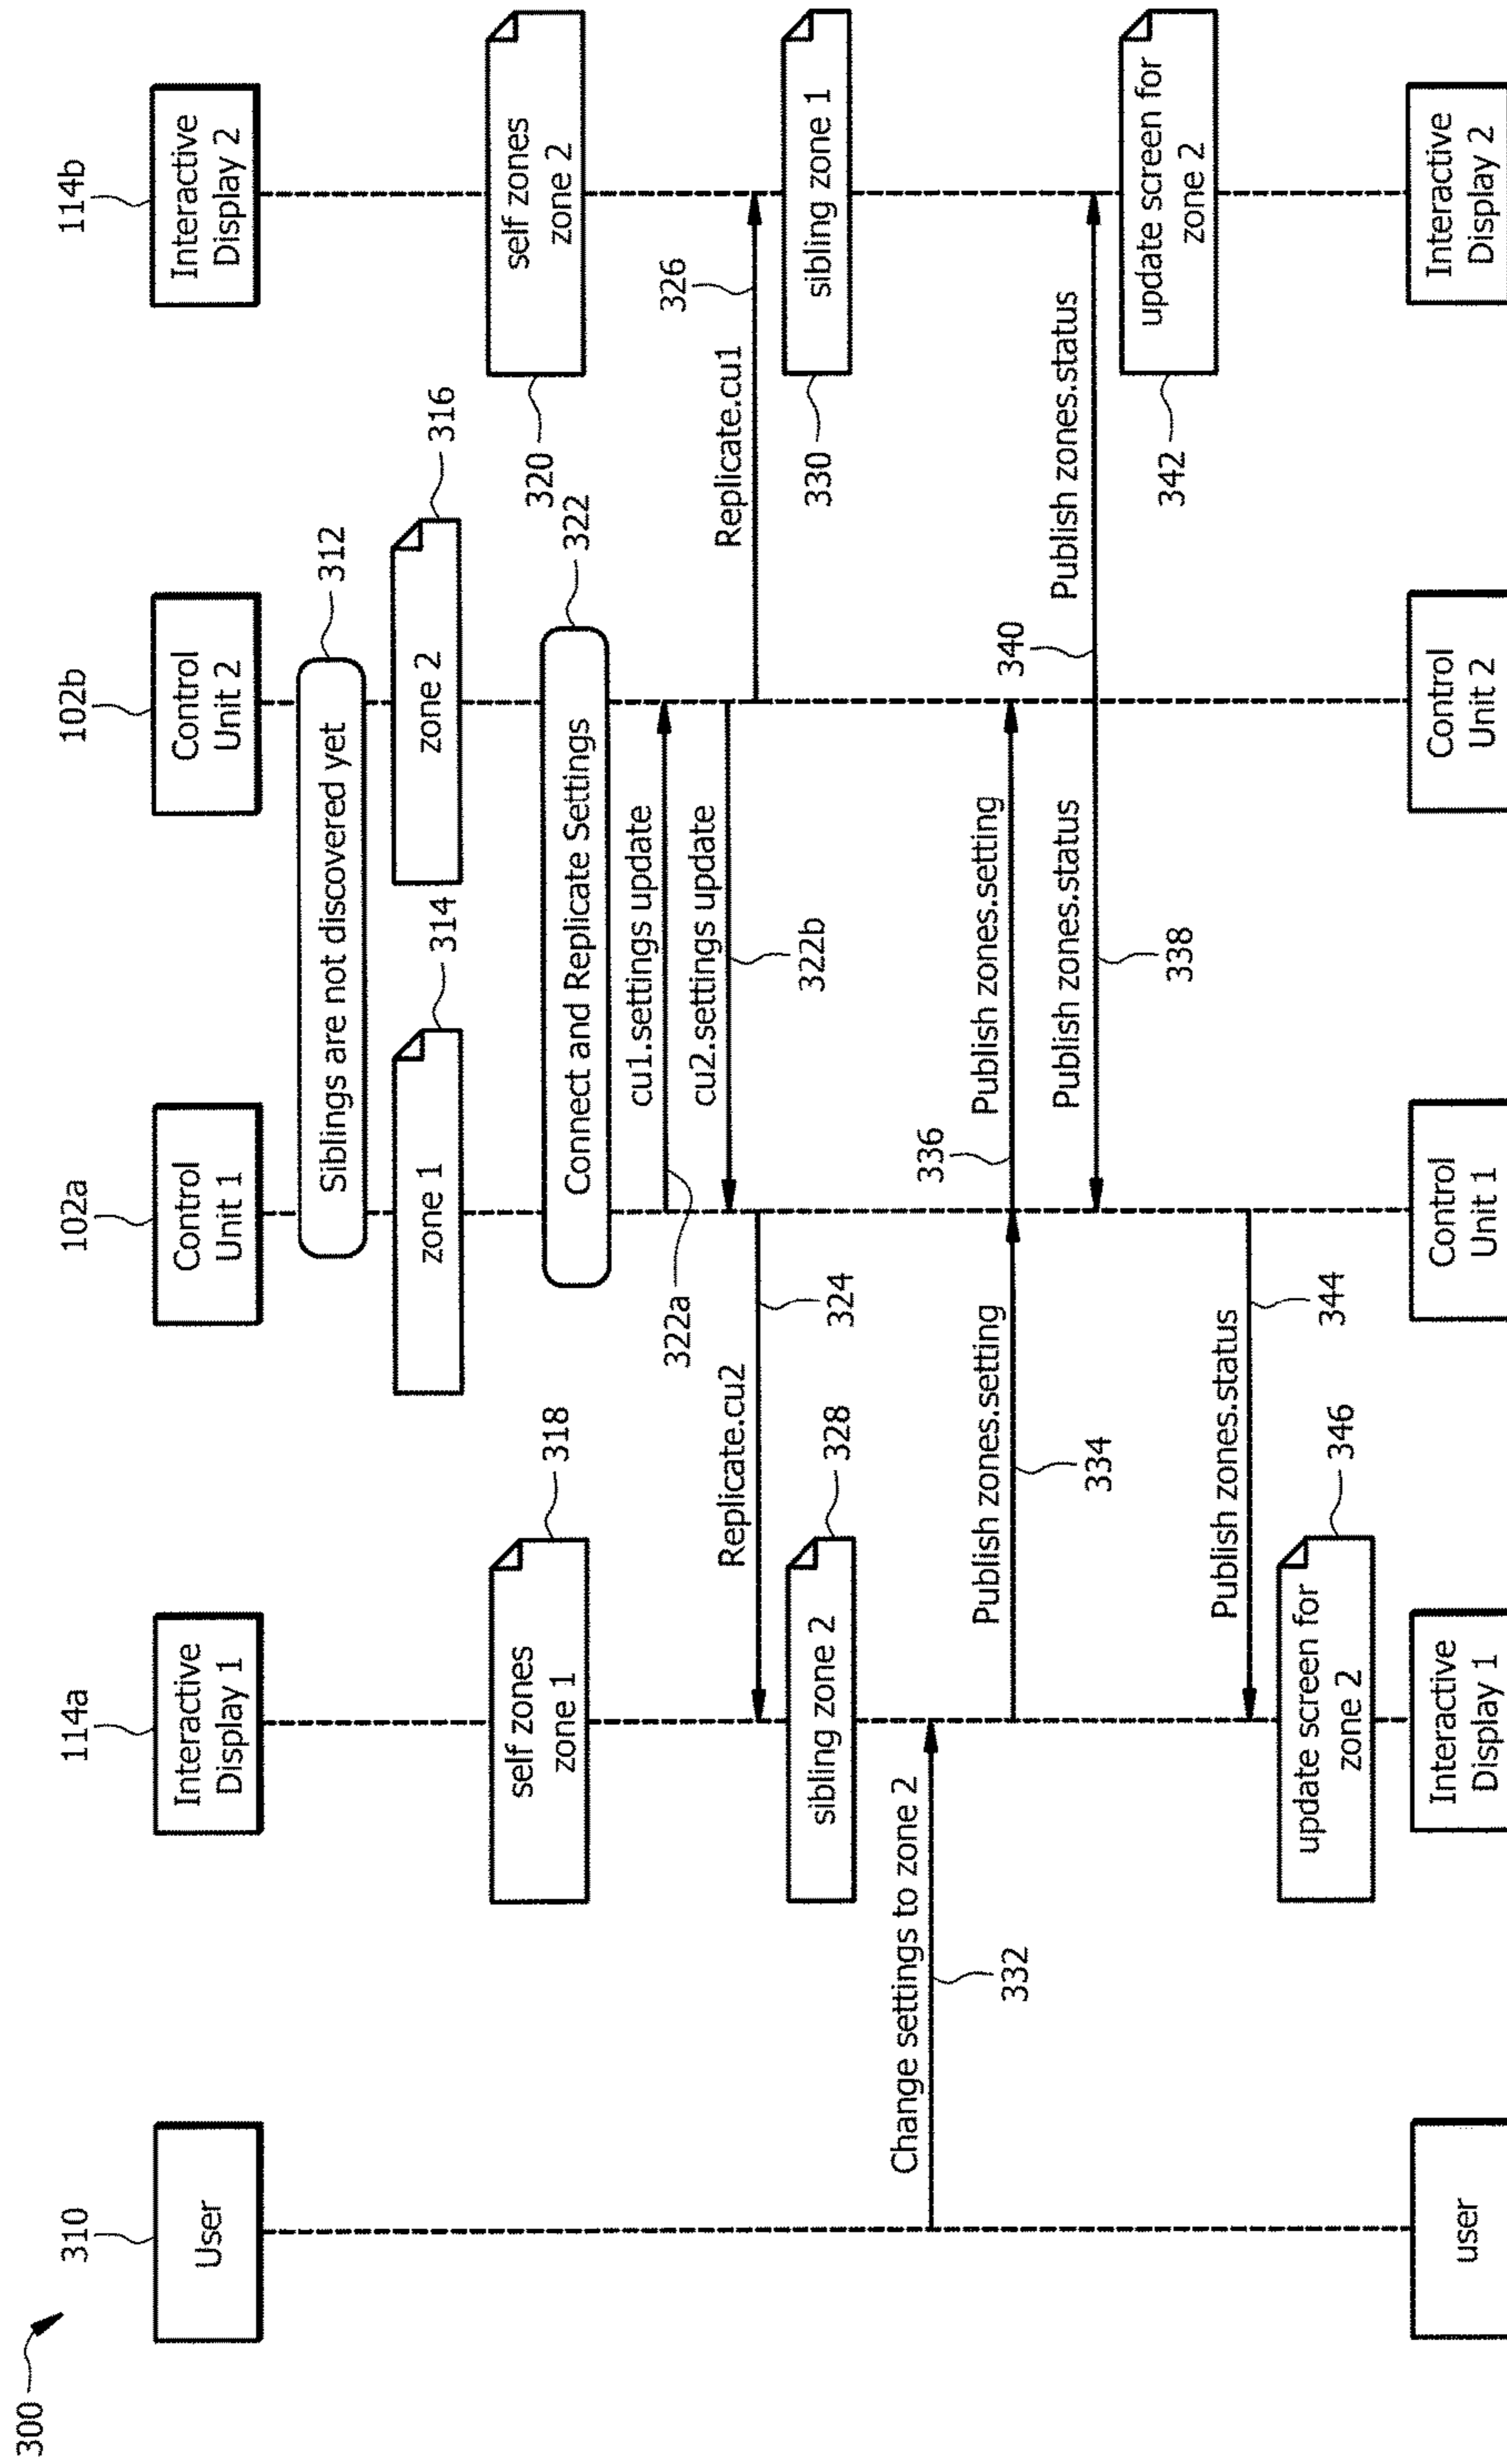 300
310
114a
102a
102b
114b
User
Interactive
Display 1
Control
Unit 1
Control
Unit 2
Interactive
Display 2
Siblings are not discovered yet
312
zone 1
314
zone 2
316
self zones
zone 1
318
self zones
zone 2
320
Connect and Replicate Settings
322
cu1.settings update
322a
cu2.settings update
322b
Replicate.cu2
324
Replicate.cu1
326
sibling zone 2
328
sibling zone 1
330
Change settings to zone 2
332
Publish zones.setting
334
336
Publish zones.setting
Publish zones.status
338
340
Publish zones.status
update screen for
zone 2
342
Publish zones.status
344
update screen for
zone 2
346
user
Interactive
Display 1
Control
Unit 1
Control
Unit 2
Interactive
Display 2